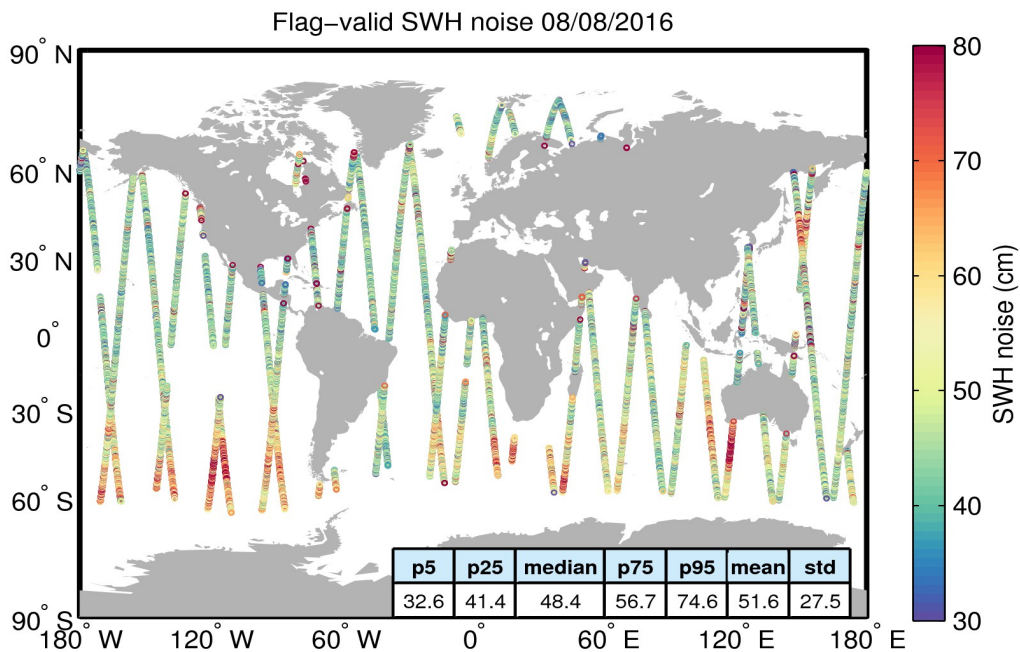 Flag−valid SWH noise 08/08/2016
90° N
60° N
30° N
0°
30° S
60° S
90° S
180° W
120° W
60° W
0°
60° E
120° E
180° E
p5 p25 median p75 p95 mean std
32.6 41.4 48.4 56.7 74.6 51.6 27.5
80
70
60
50
40
30
SWH noise (cm)